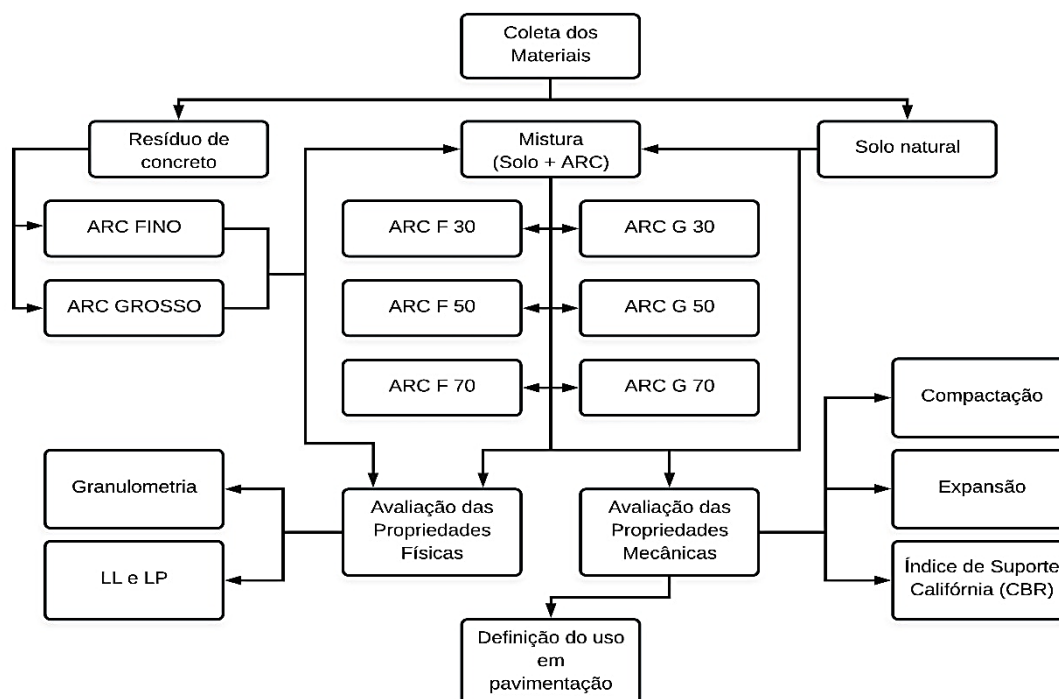 Coleta dos
Materiais
Resíduo de
concreto
Mistura
(Solo + ARC)
Solo natural
ARC FINO
ARC F 30
ARC G 30
ARC GROSSO
ARC F 50
ARC G 50
ARC F 70
ARC G 70
Compactação
Granulometria
Avaliação das
Propriedades
Físicas
Avaliação das
Propriedades
Mecânicas
Expansão
LL e LP
Índice de Suporte
Califórnia (CBR)
Definição do uso
em
pavimentação